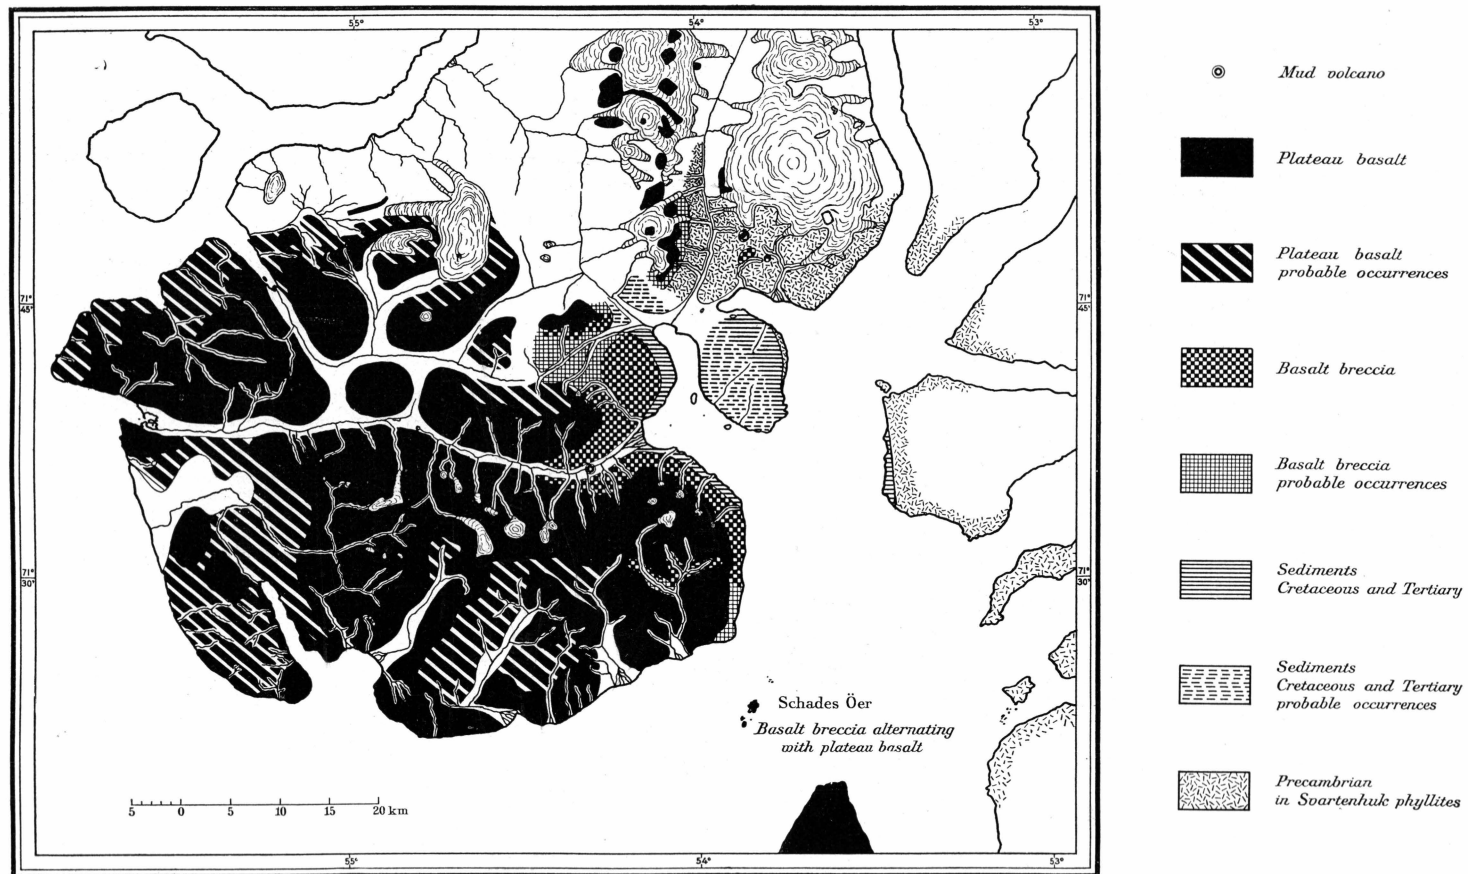 55°
54°
53°
Mud volcano
Plateau basalt
Plateau basalt
probable occurrences
71°
45'
71°
45'
Basalt breccia
Basalt breccia
probable occurrences
71°
30'
71°
30'
Sediments
Cretaceous and Tertiary
Sediments
Cretaceous and Tertiary
probable occurrences
Schades Öer
Basalt breccia alternating
with plateau basalt
Precambrian
in Svartenhuk phyllites
5 0 5 10 15 20 km
55°
54°
53°